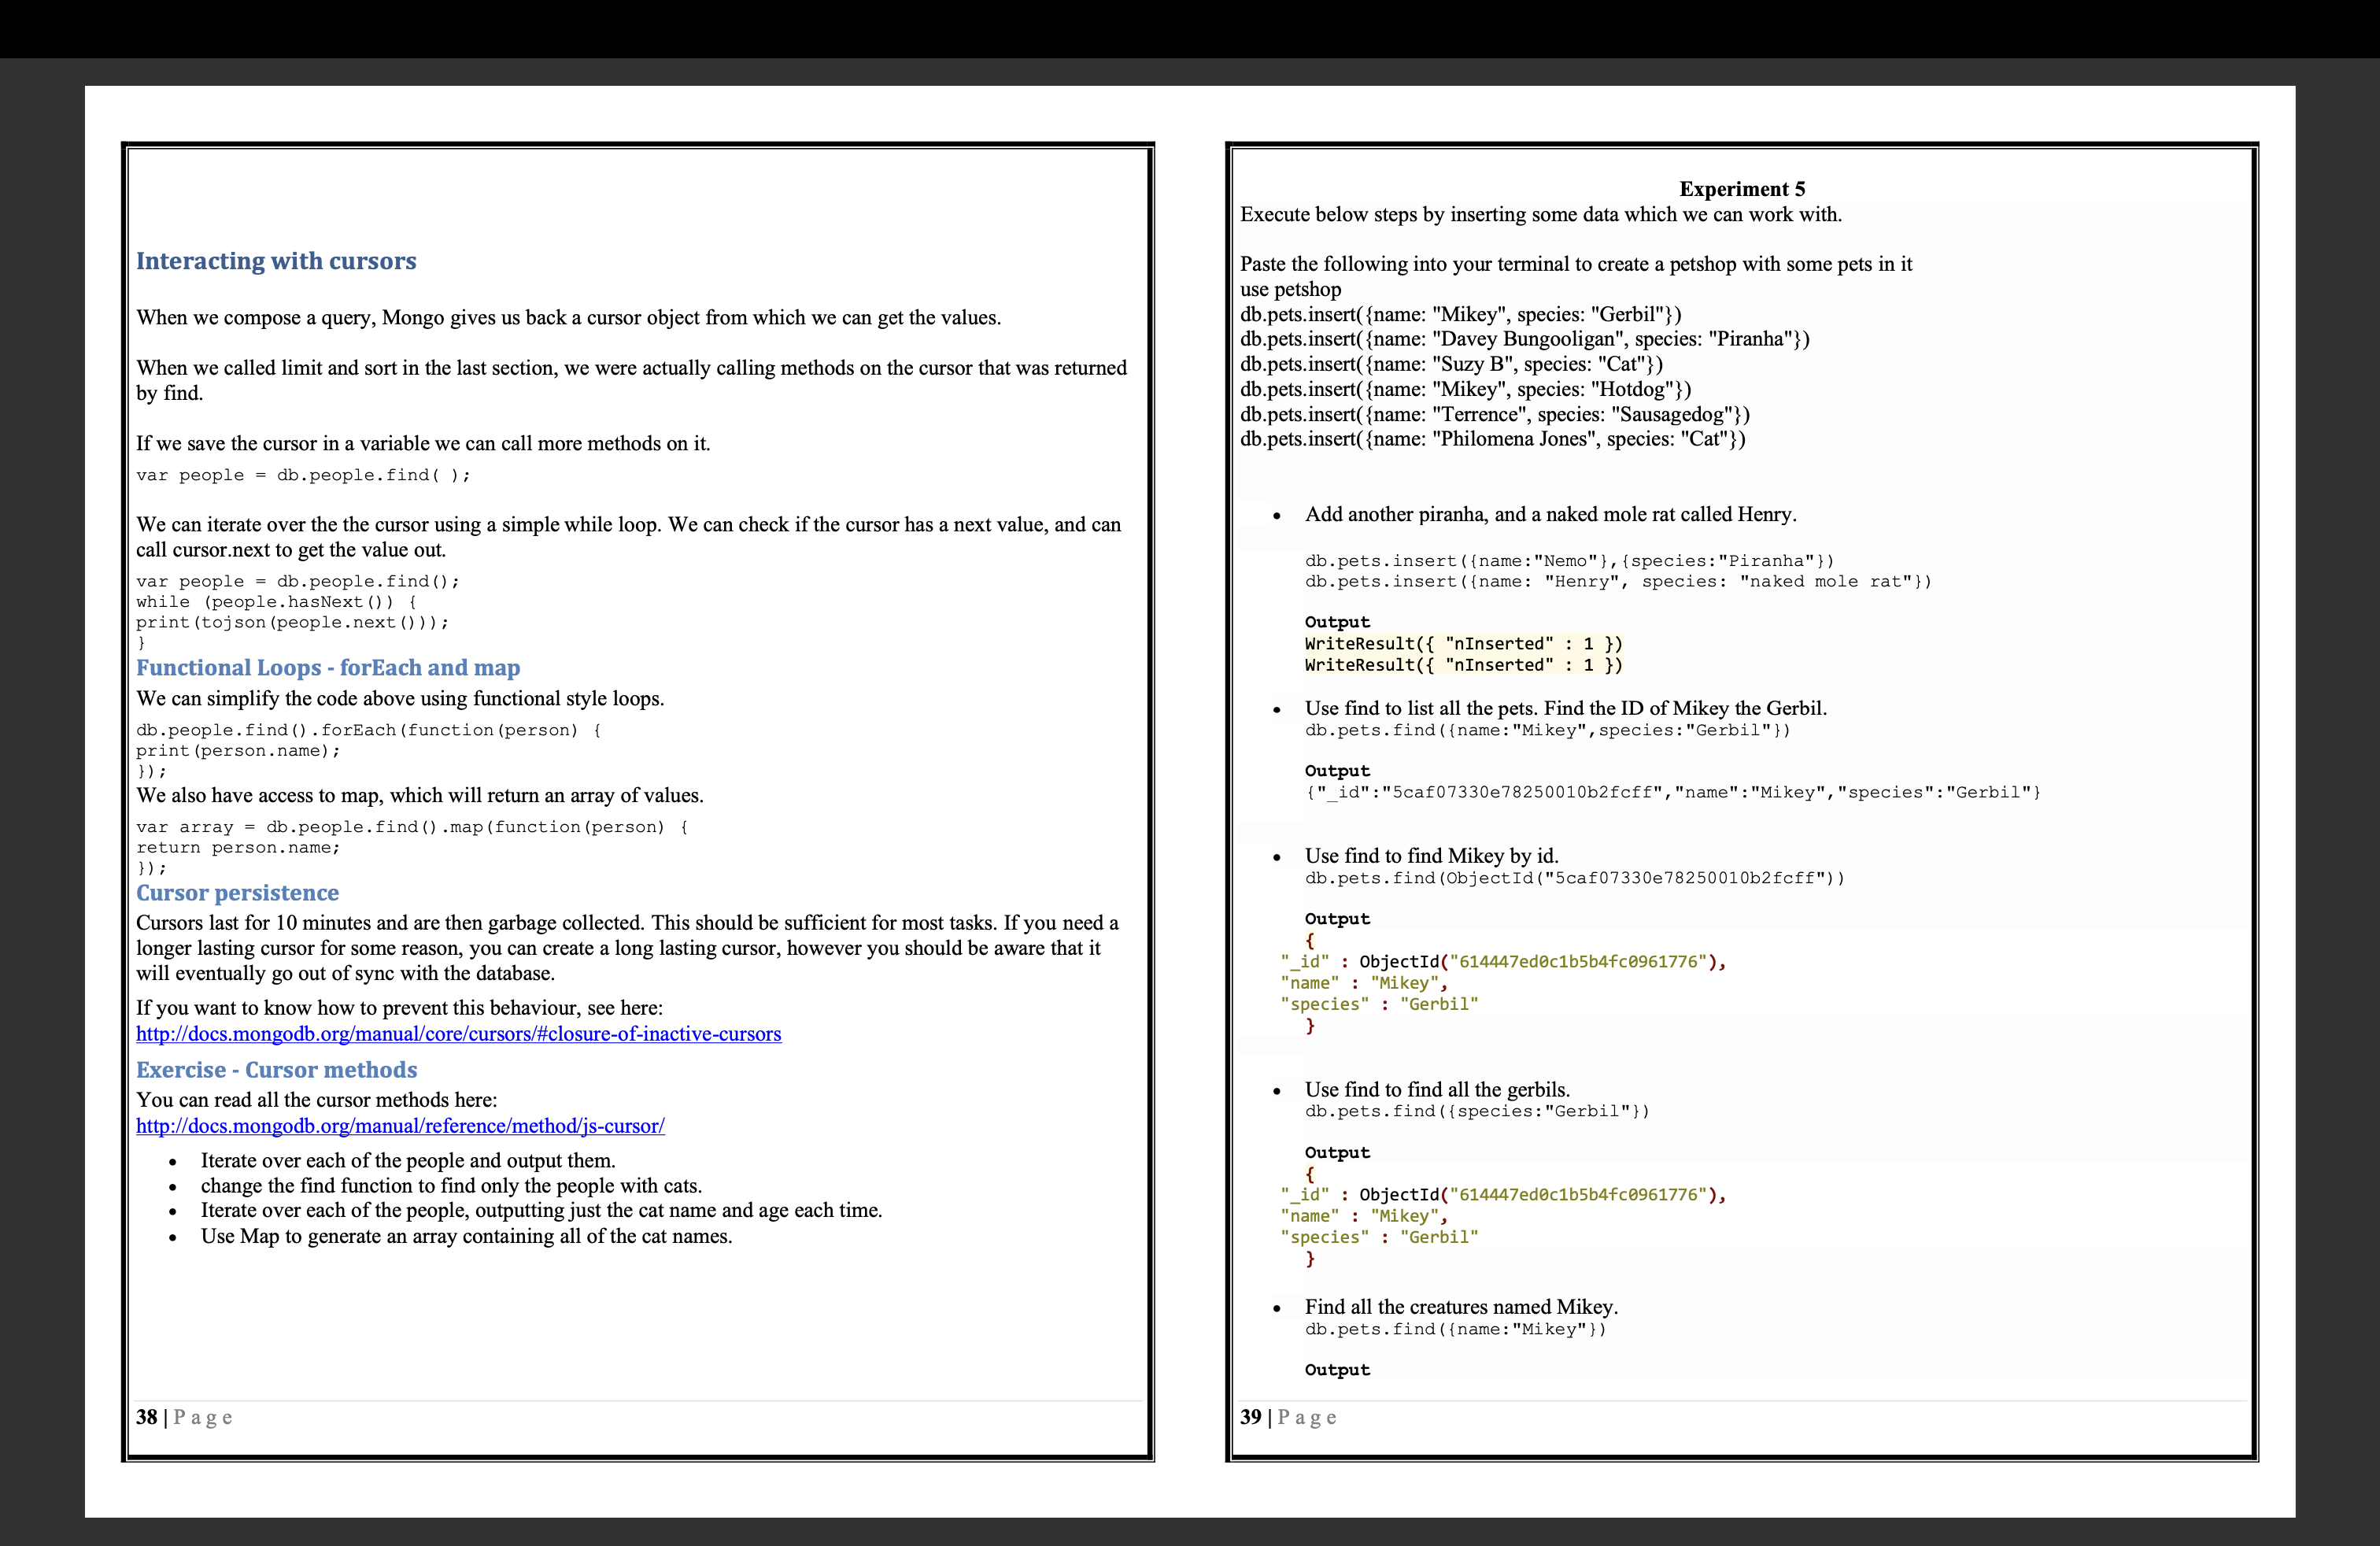 Interacting with cursors
When we compose a query, Mongo gives us back a cursor object from which we can get the values.
When we called limit and sort in the last section, we were actually calling methods on the cursor that was returned
by find.
If we save the cursor in a variable we can call more methods on it.
var people = db.people.find( );
We can iterate over the the cursor using a simple while loop. We can check if the cursor has a next value, and can
call cursor.next to get the value out.
var people = db.people.find();
while (people.hasNext()) {
print(tojson(people.next()));
}
Functional Loops - forEach and map
We can simplify the code above using functional style loops.
db.people.find().forEach(function(person) {
print(person.name);
});
We also have access to map, which will return an array of values.
var array = db.people.find().map(function(person) {
return person.name;
});
Cursor persistence
Cursors last for 10 minutes and are then garbage collected. This should be sufficient for most tasks. If you need a
longer lasting cursor for some reason, you can create a long lasting cursor, however you should be aware that it
will eventually go out of sync with the database.
If you want to know how to prevent this behaviour, see here:
http://docs.mongodb.org/manual/core/cursors/#closure-of-inactive-cursors
Exercise - Cursor methods
You can read all the cursor methods here:
http://docs.mongodb.org/manual/reference/method/js-cursor/
• Iterate over each of the people and output them.
• change the find function to find only the people with cats.
• Iterate over each of the people, outputting just the cat name and age each time.
• Use Map to generate an array containing all of the cat names.
38 | Page
Experiment 5
Execute below steps by inserting some data which we can work with.
Paste the following into your terminal to create a petshop with some pets in it
use petshop
db.pets.insert({name: "Mikey", species: "Gerbil"})
db.pets.insert({name: "Davey Bungooligan", species: "Piranha"})
db.pets.insert({name: "Suzy B", species: "Cat"})
db.pets.insert({name: "Mikey", species: "Hotdog"})
db.pets.insert({name: "Terrence", species: "Sausagedog"})
db.pets.insert({name: "Philomena Jones", species: "Cat"})
• Add another piranha, and a naked mole rat called Henry.
db.pets.insert({name:"Nemo"},{species:"Piranha"})
db.pets.insert({name: "Henry", species: "naked mole rat"})
Output
WriteResult({ "nInserted" : 1 })
WriteResult({ "nInserted" : 1 })
• Use find to list all the pets. Find the ID of Mikey the Gerbil.
db.pets.find({name:"Mikey",species:"Gerbil"})
Output
{"_id":"5caf07330e78250010b2fcff","name":"Mikey","species":"Gerbil"}
• Use find to find Mikey by id.
db.pets.find(ObjectId("5caf07330e78250010b2fcff"))
Output
{
"_id" : ObjectId("614447ed0c1b5b4fc0961776"),
"name" : "Mikey",
"species" : "Gerbil"
}
• Use find to find all the gerbils.
db.pets.find({species:"Gerbil"})
Output
{
"_id" : ObjectId("614447ed0c1b5b4fc0961776"),
"name" : "Mikey",
"species" : "Gerbil"
}
• Find all the creatures named Mikey.
db.pets.find({name:"Mikey"})
Output
39 | Page